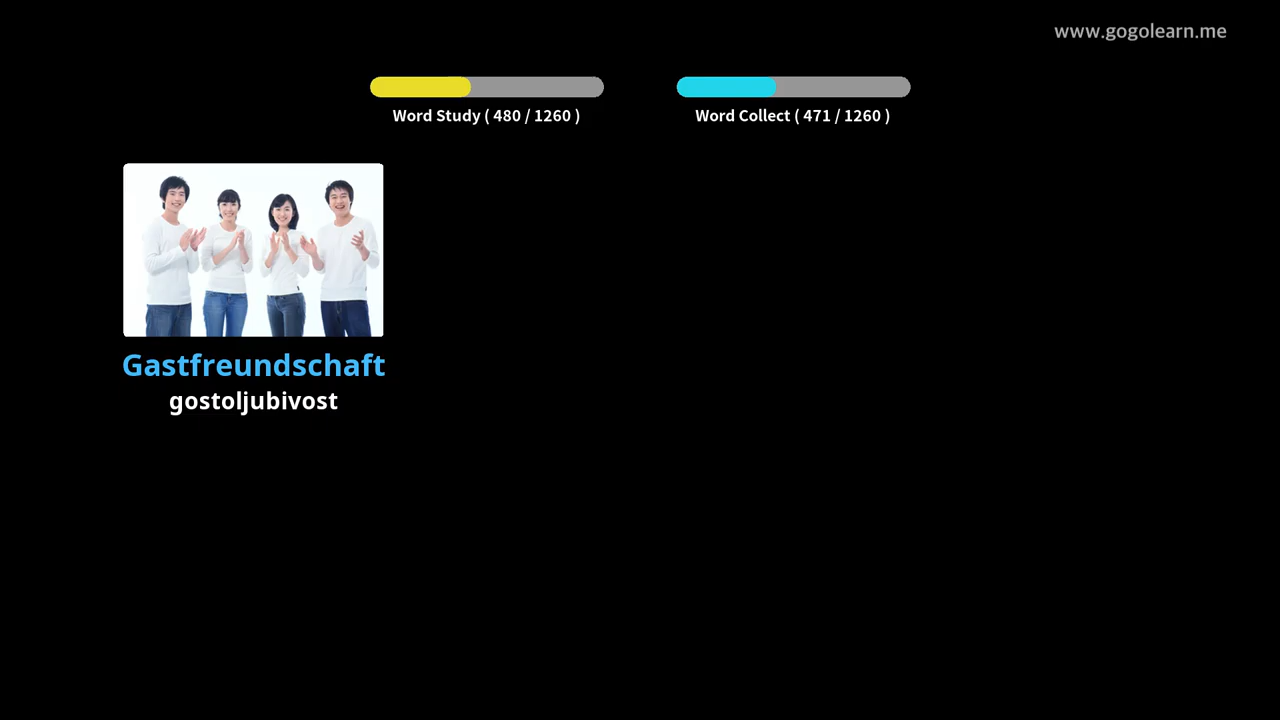 www.gogolearn.me
Word Study ( 480 / 1260 )
Word Collect ( 471 / 1260 )
Gastfreundschaft
gostoljubivost